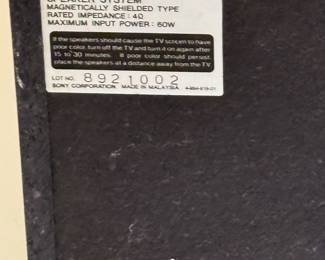 SPEAKER SYSTEM
MAGNETICALLY SHIELDED TYPE
RATED IMPEDANCE : 4Ω
MAXIMUM INPUT POWER : 60W
If the speakers should cause the TV screen to have
poor color, turn off the TV and turn it on again after
15 to 30 minutes. If poor color should persist,
place the speakers at a distance away from the TV.
LOT NO. 8921002
SONY CORPORATION MADE IN MALAYSIA